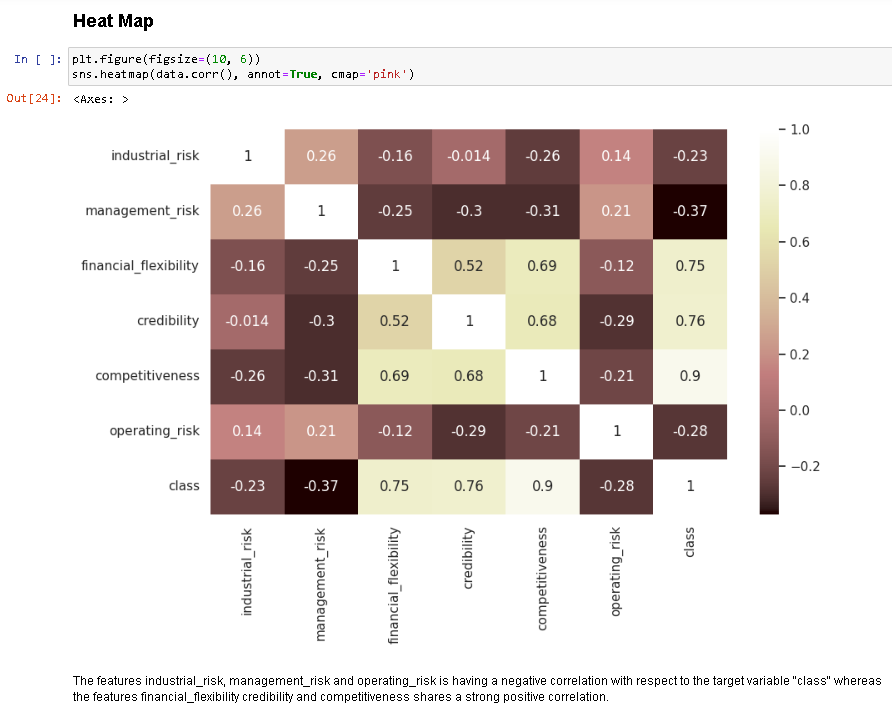 Heat Map
In [ ]: plt.figure(figsize=(10, 6))
sns.heatmap(data.corr(), annot=True, cmap='pink')
Out[24]: <Axes: >
industrial_risk 1 0.26 -0.16 -0.014 -0.26 0.14 -0.23
management_risk 0.26 1 -0.25 -0.3 -0.31 0.21 -0.37
financial_flexibility -0.16 -0.25 1 0.52 0.69 -0.12 0.75
credibility -0.014 -0.3 0.52 1 0.68 -0.29 0.76
competitiveness -0.26 -0.31 0.69 0.68 1 -0.21 0.9
operating_risk 0.14 0.21 -0.12 -0.29 -0.21 1 -0.28
class -0.23 -0.37 0.75 0.76 0.9 -0.28 1
industrial_risk
management_risk
financial_flexibility
credibility
competitiveness
operating_risk
class
1.0
0.8
0.6
0.4
0.2
0.0
−0.2
The features industrial_risk, management_risk and operating_risk is having a negative correlation with respect to the target variable "class" whereas
the features financial_flexibility credibility and competitiveness shares a strong positive correlation.